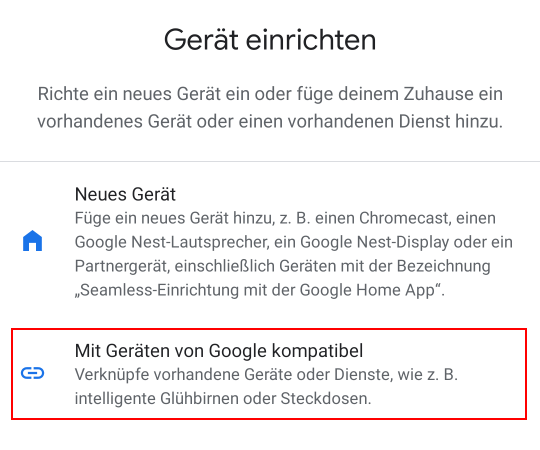 Gerät einrichten
Richte ein neues Gerät ein oder füge deinem Zuhause ein
vorhandenes Gerät oder einen vorhandenen Dienst hinzu.
Neues Gerät
Füge ein neues Gerät hinzu, z. B. einen Chromecast, einen
Google Nest-Lautsprecher, ein Google Nest-Display oder ein
Partnergerät, einschließlich Geräten mit der Bezeichnung
„Seamless-Einrichtung mit der Google Home App“.
Mit Geräten von Google kompatibel
Verknüpfe vorhandene Geräte oder Dienste, wie z. B.
intelligente Glühbirnen oder Steckdosen.